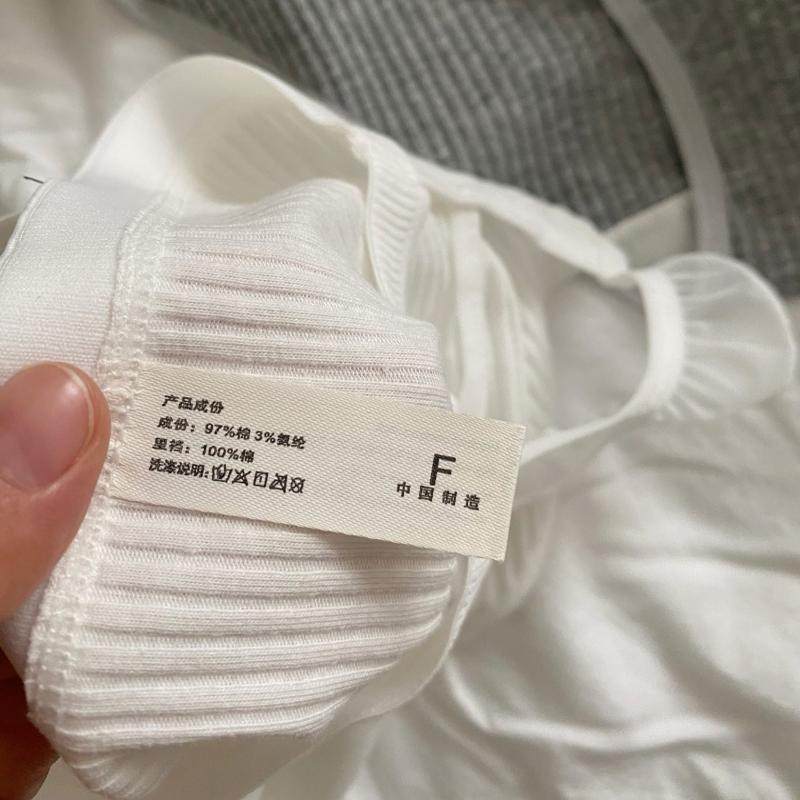 产品成份
成份：97%棉 3%氨纶
里裆：100%棉
洗涤说明:
F
中国制造